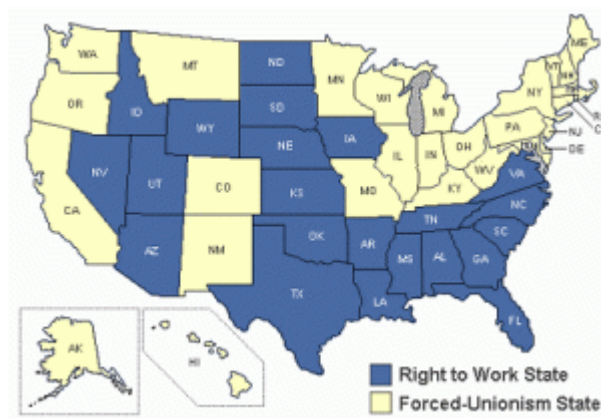 WA
MT
ND
MN
ME
VT
NH
OR
ID
SD
WI
NY
MI
WY
IA
PA
NE
NJ
OH
DE
NV
IL
IN
UT
CO
WV
VA
CA
KS
MO
KY
NC
TN
AZ
NM
OK
AR
SC
MS
AL
GA
TX
LA
FL
AK
HI
Right to Work State
Forced-Unionism State